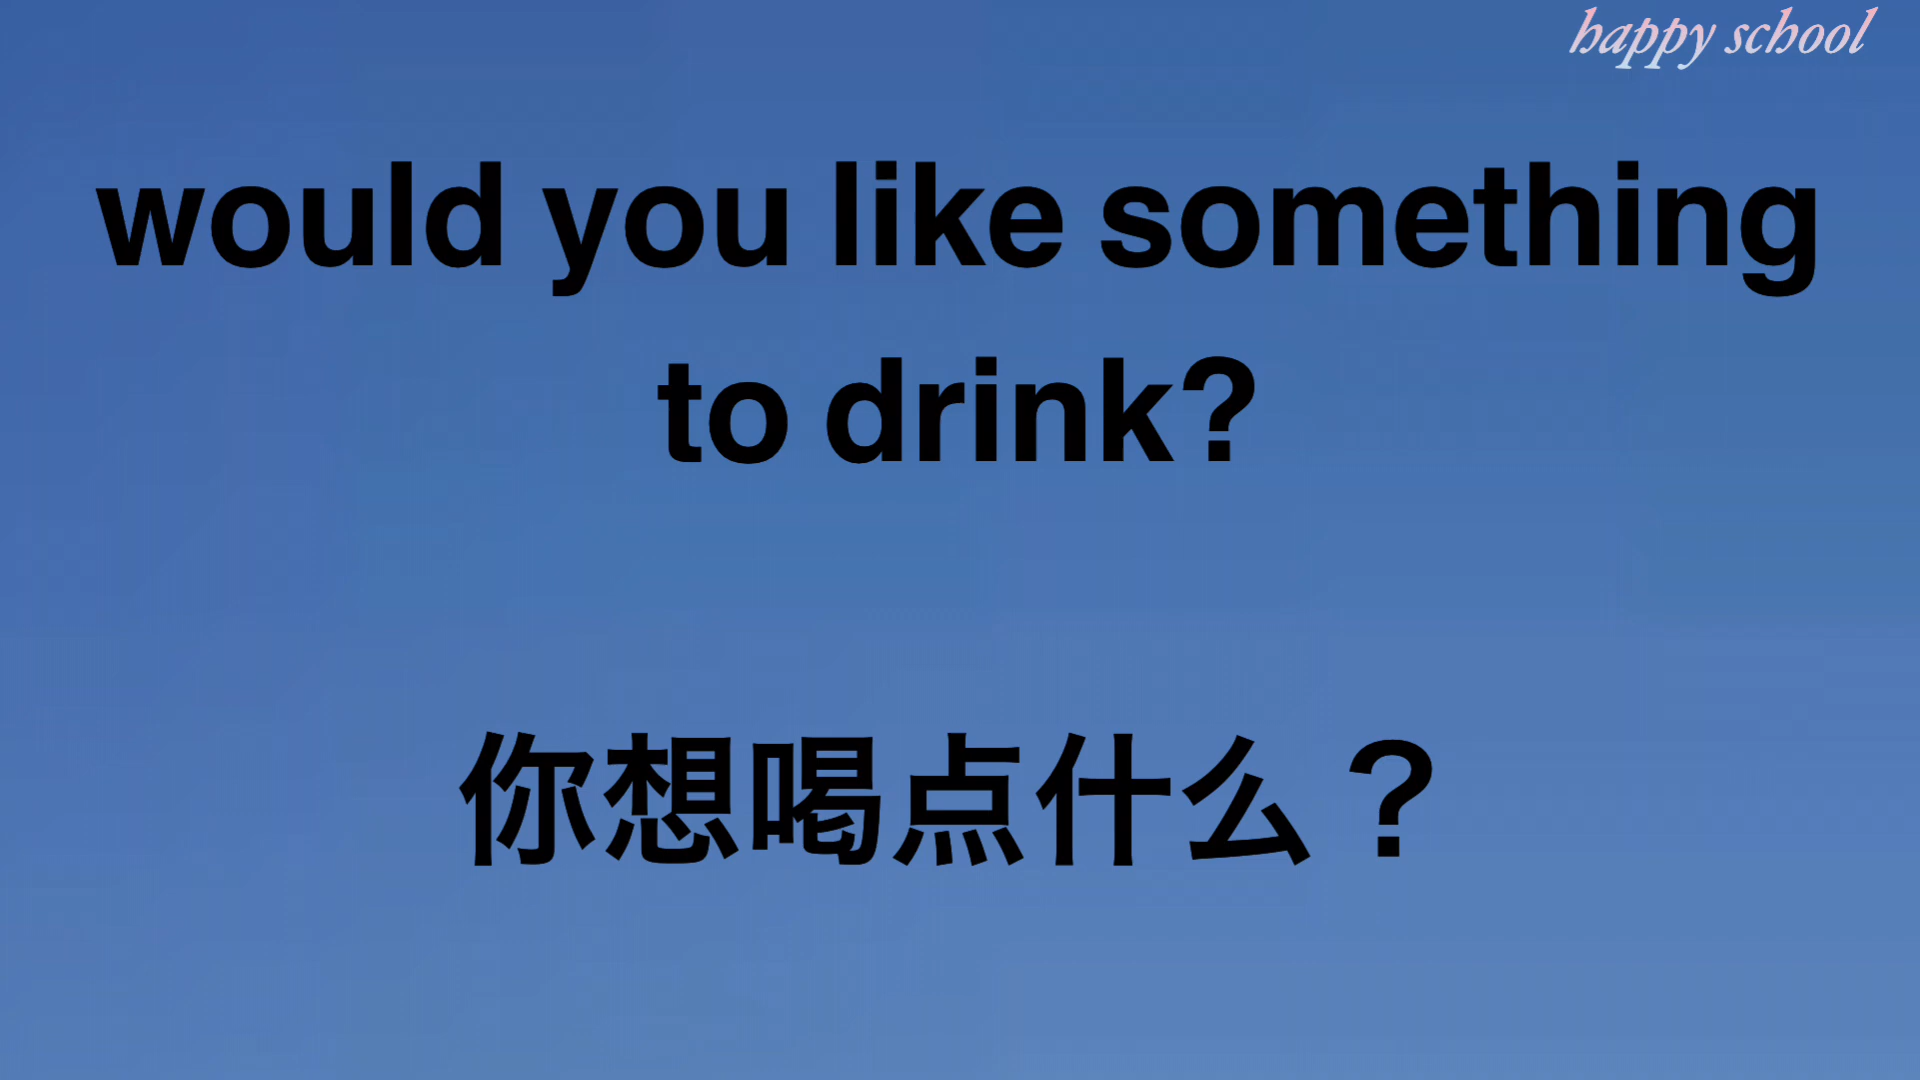 happy school
would you like something
to drink?
你想喝点什么？